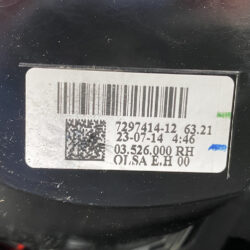 7297414-12 63.21
23-07-14 4:46
03.526.000 RH
OLSA E.H 00